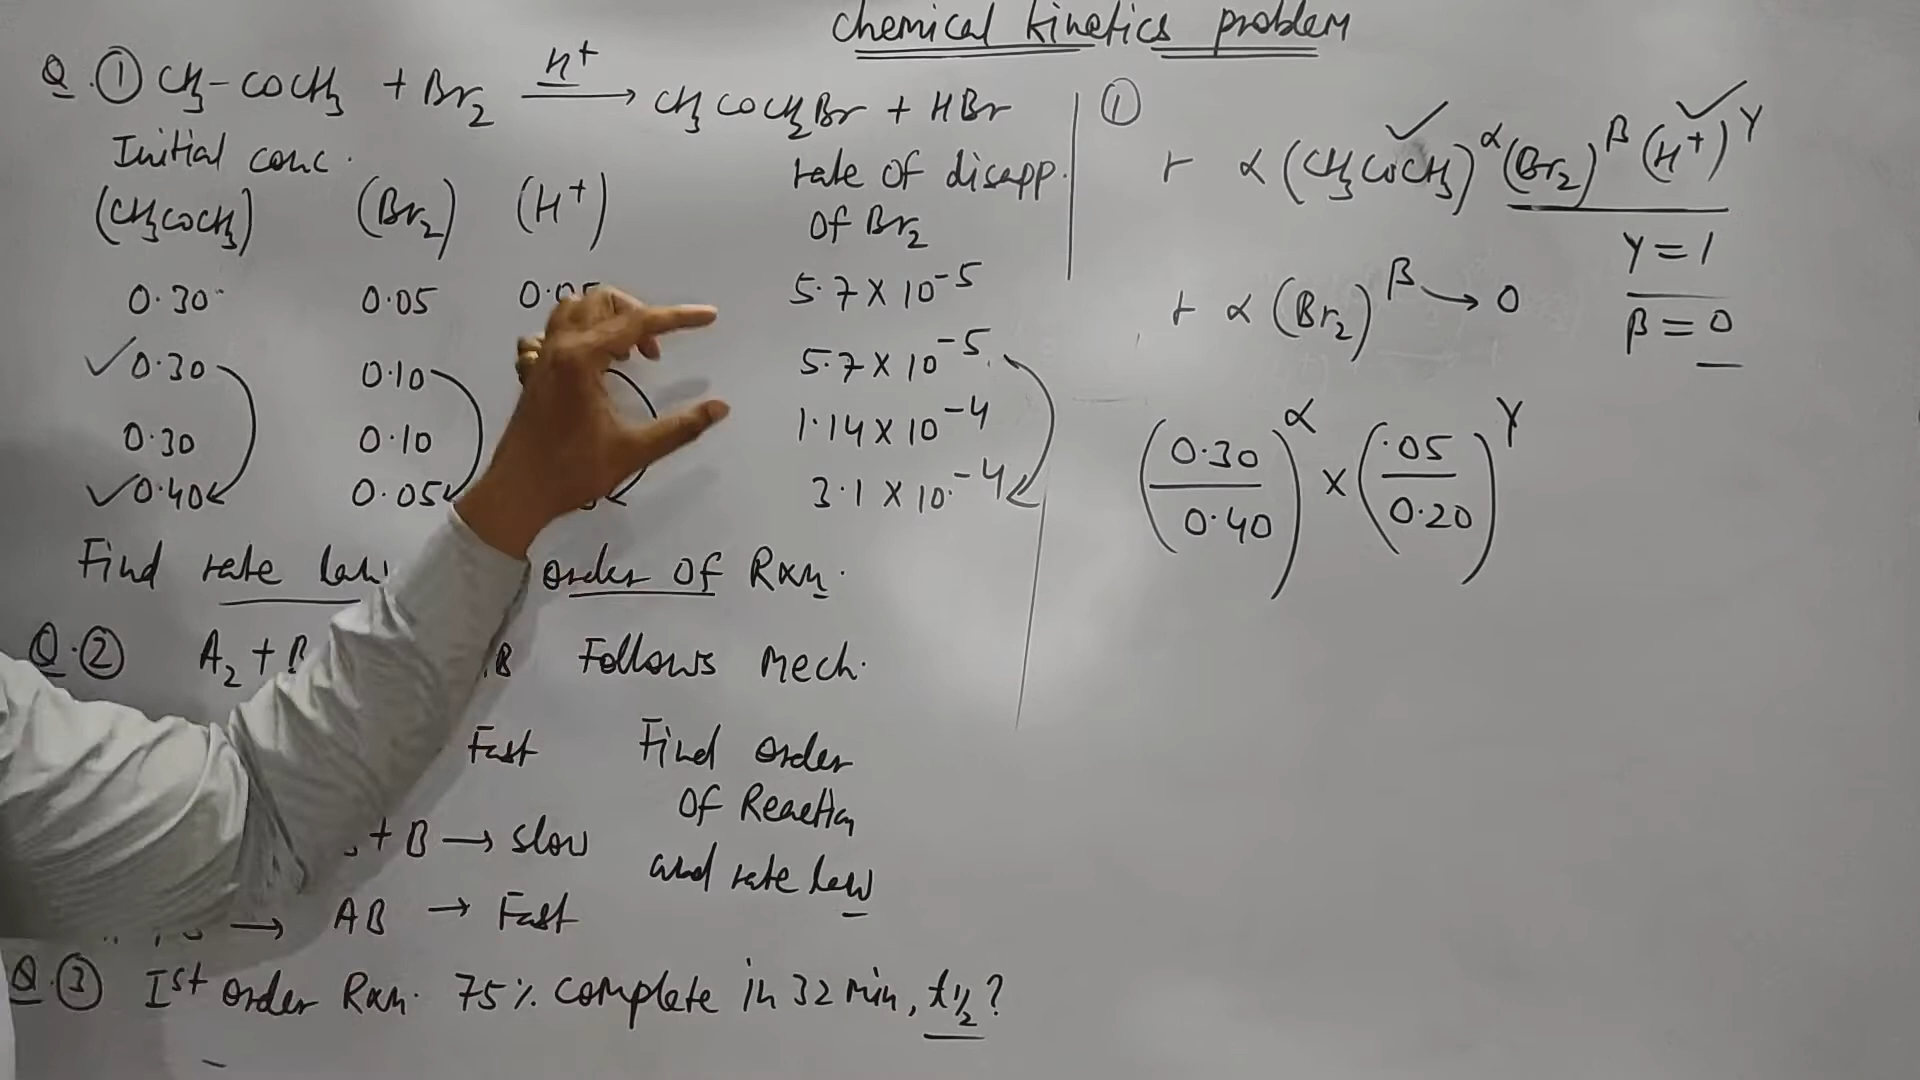 Chemical kinetics problem
Q.① CH3-COCH3 + Br2 H+ → CH3COCH2Br + HBr
Initial conc.
(CH3COCH3) (Br2) (H+) rate of disapp. of Br2
0.30 0.05 0.05 5.7 × 10^-5
✓0.30 0.10 5.7 × 10^-5
0.30 0.10 1.14 × 10^-4
✓0.40 0.05 3.1 × 10^-4
Find rate law order of Rxn.
Q.② A2 + B Follows Mech.
Fast
+ B → slow
→ AB → Fast
Find order
of Reaction
and rate law
Q.③ Ist order Rxn. 75% complete in 32 min, t1/2?
①
r α (CH3COCH3)^α (Br2)^β (H+)^γ
γ = 1
r α (Br2)^β → 0
β = 0
(0.30/0.40)^α × (.05/0.20)^γ